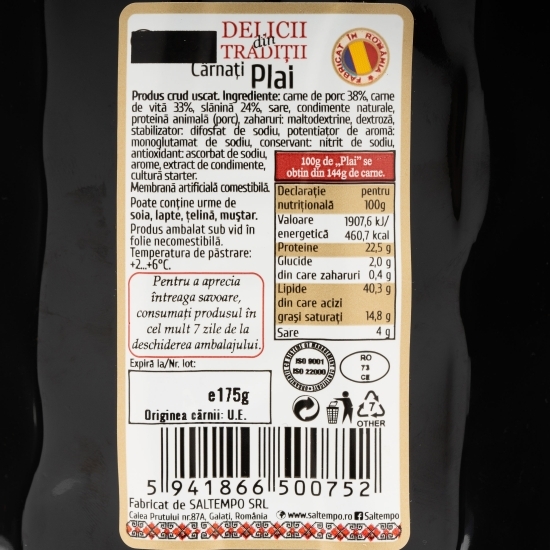 DELICII
din
TRADIȚII
FABRICAT ÎN ROMÂNIA
Cârnați Plai
Produs crud uscat. Ingrediente: carne de porc 38%, carne
de vită 33%, slănină 24%, sare, condimente naturale,
proteină animală (porc), zaharuri: maltodextrine, dextroză,
stabilizator: difosfat de sodiu, potențiator de aromă:
monoglutamat de sodiu, conservant: nitrit de sodiu,
antioxidant: ascorbat de sodiu,
arome, extract de condimente,
cultură starter.
Membrană artificială comestibilă.
Poate conține urme de
soia, lapte, țelină, muștar.
Produs ambalat sub vid în
folie necomestibilă.
Temperatura de păstrare:
+2...+6°C.
Pentru a aprecia
întreaga savoare,
consumați produsul în
cel mult 7 zile de la
deschiderea ambalajului.
100g de „Plai" se
obțin din 144g de carne.
Declarație pentru
nutrițională 100g
Valoare 1907,6 kJ/
energetică 460,7 kcal
Proteine 22,5 g
Glucide 2,0 g
din care zaharuri 0,4 g
Lipide 40,3 g
din care acizi
grași saturați 14,8 g
Sare 4 g
Expiră la/Nr. lot:
e175g
Originea cărnii: U.E.
ISO 9001
ISO 22000
RO
73
CE
7
OTHER
5 941866 500752
Fabricat de SALTEMPO SRL
Calea Prutului nr.87A, Galați, România
www.saltempo.ro Saltempo